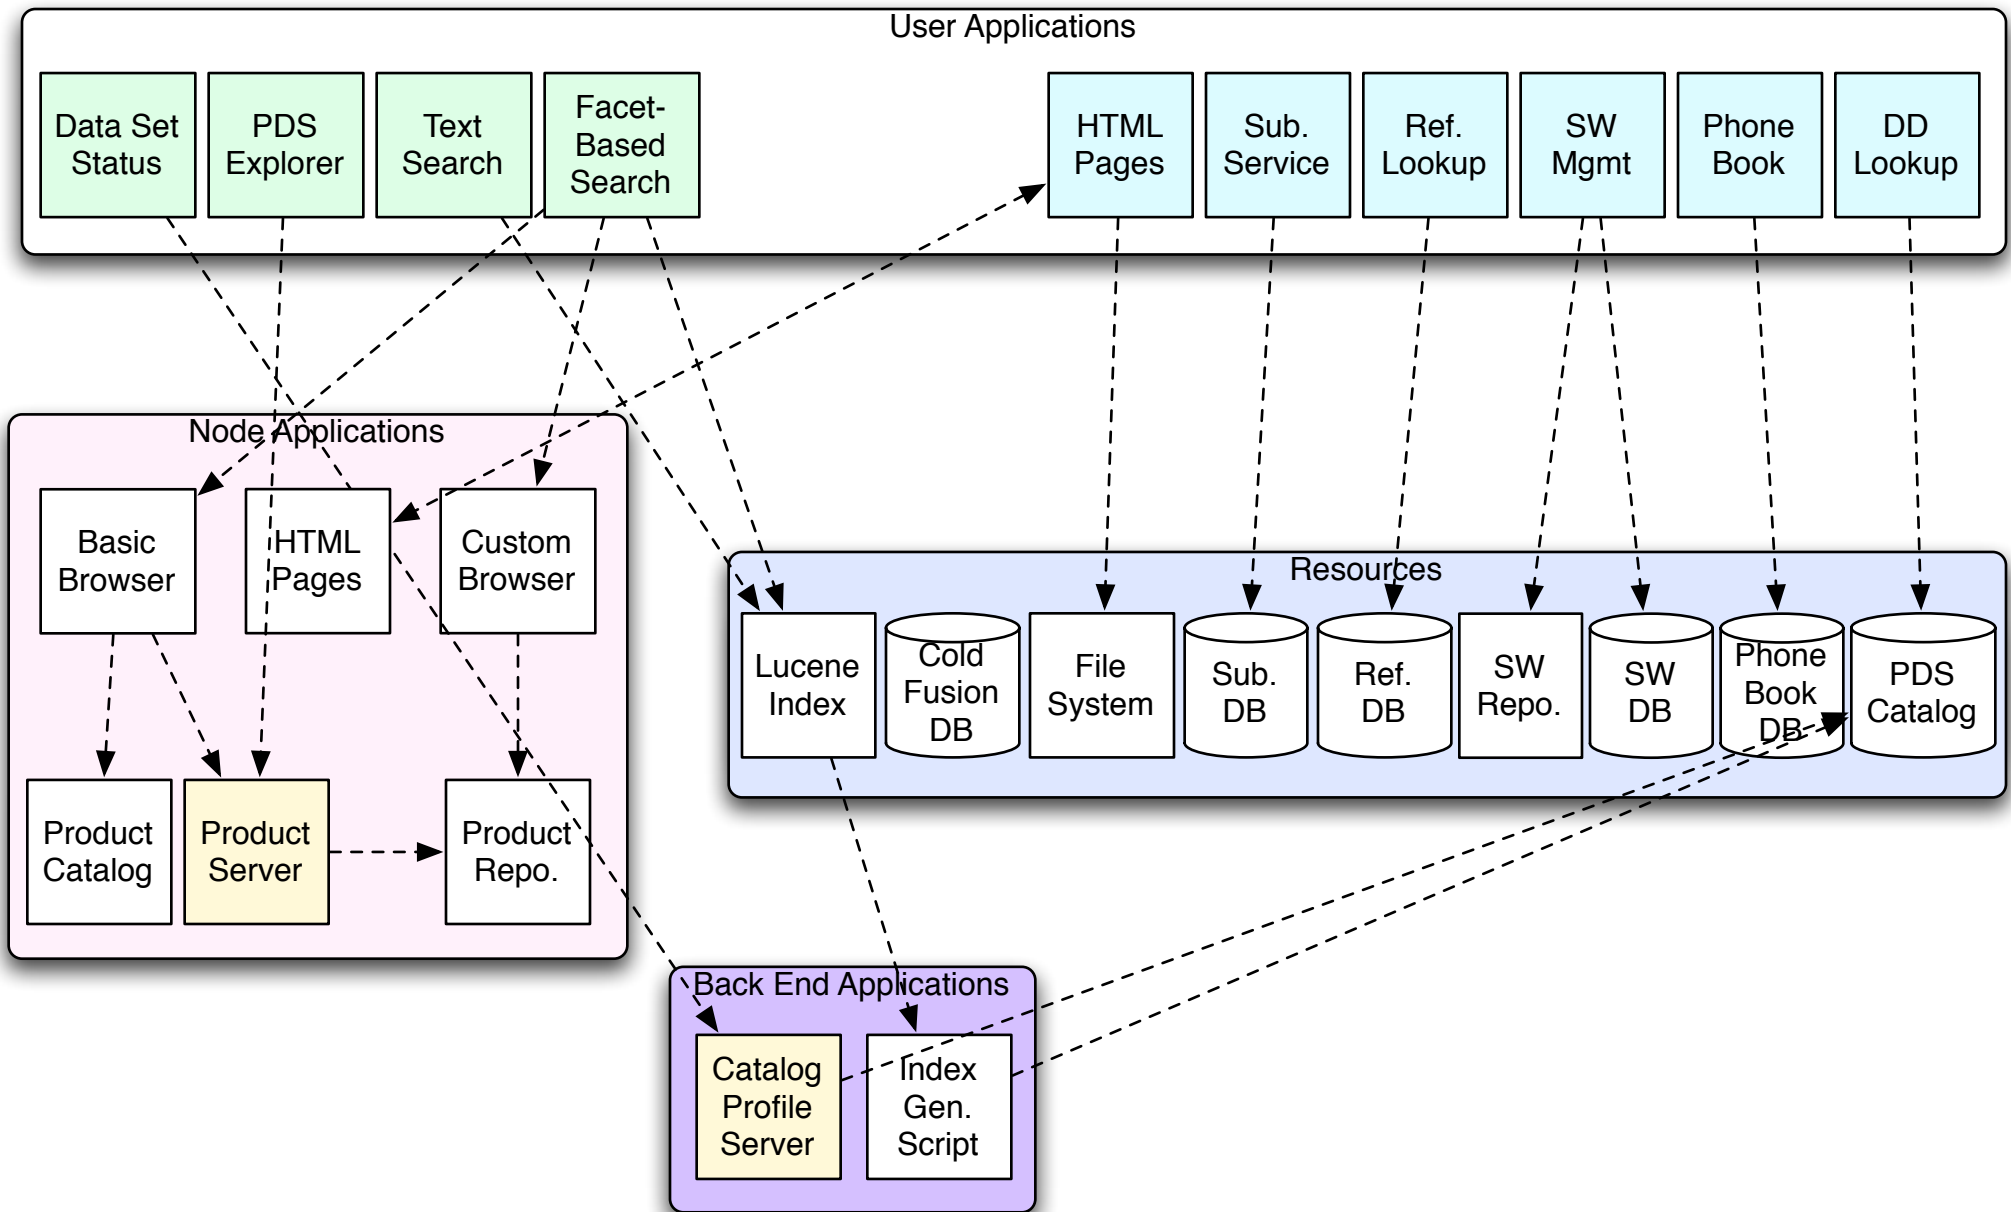 User Applications
Data Set
Status
PDS
Explorer
Text
Search
Facet-
Based
Search
HTML
Pages
Sub.
Service
Ref.
Lookup
SW
Mgmt
Phone
Book
DD
Lookup
Node Applications
Basic
Browser
HTML
Pages
Custom
Browser
Product
Catalog
Product
Server
Product
Repo.
Resources
Lucene
Index
Cold
Fusion
DB
File
System
Sub.
DB
Ref.
DB
SW
Repo.
SW
DB
Phone
Book
DB
PDS
Catalog
Back End Applications
Catalog
Profile
Server
Index
Gen.
Script